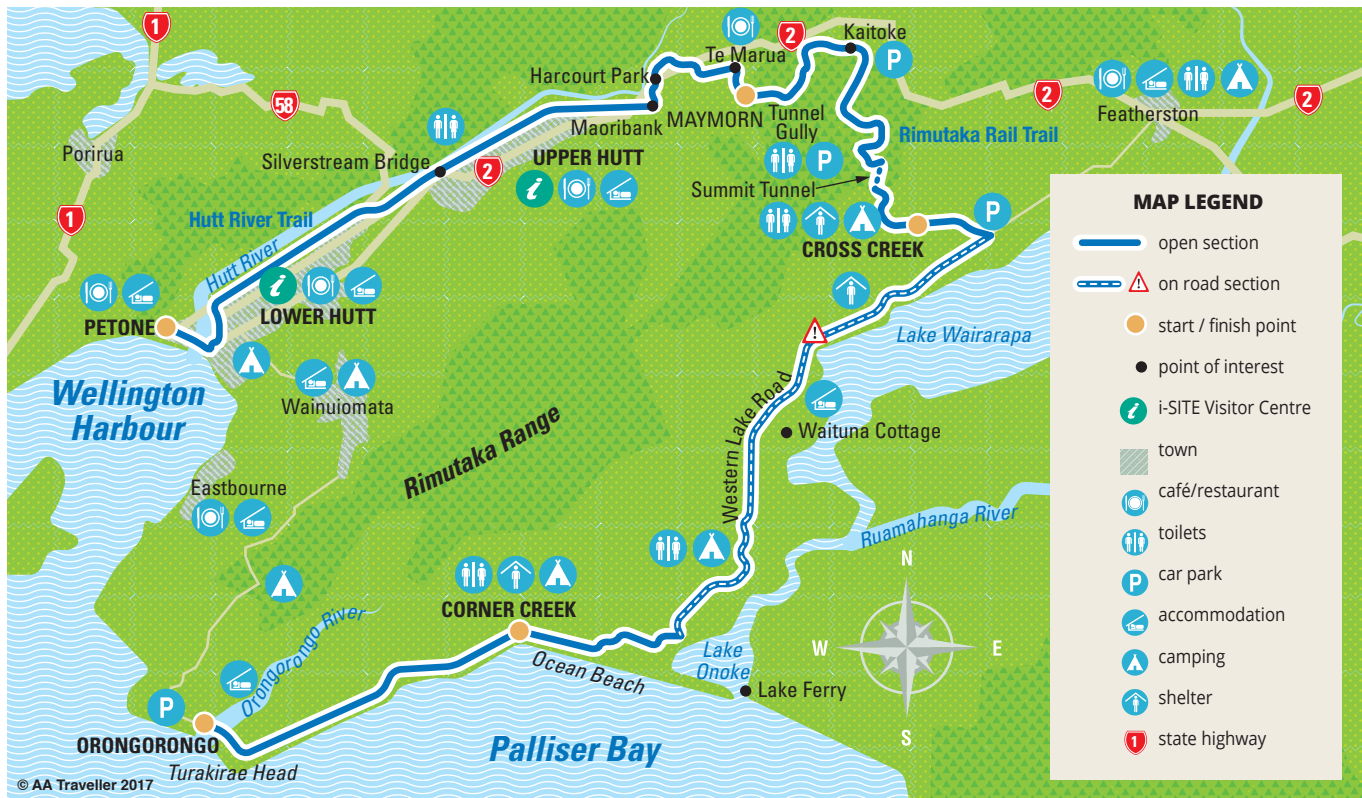 1
58
2
Kaitoke
Te Marua
P
Harcourt Park
2
2
Featherston
Maoribank
MAYMORN
Tunnel
Gully
P
Rimutaka Rail Trail
Porirua
Silverstream Bridge
2
UPPER HUTT
i
Summit Tunnel
1
Hutt River Trail
Hutt River
P
CROSS CREEK
i
LOWER HUTT
PETONE
!
Lake Wairarapa
Wellington
Harbour
Wainuiomata
Western Lake Road
Waituna Cottage
Rimutaka Range
Eastbourne
Ruamahanga River
CORNER CREEK
Orongorongo River
Ocean Beach
Lake
Onoke
Lake Ferry
P
ORONGORONGO
Turakirae Head
Palliser Bay
N
W
E
S
MAP LEGEND
open section
! on road section
start / finish point
point of interest
i i-SITE Visitor Centre
town
café/restaurant
toilets
P car park
accommodation
camping
shelter
1 state highway
© AA Traveller 2017